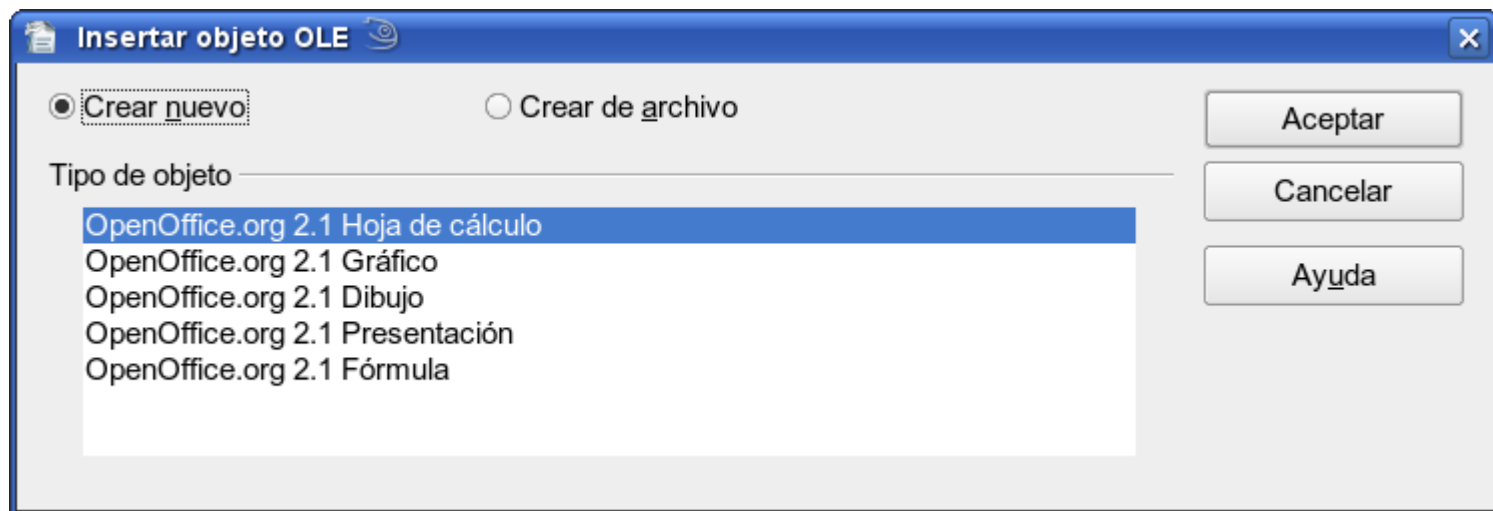 Insertar objeto OLE
Crear nuevo
Crear de archivo
Aceptar
Tipo de objeto
Cancelar
OpenOffice.org 2.1 Hoja de cálculo
OpenOffice.org 2.1 Gráfico
Ayuda
OpenOffice.org 2.1 Dibujo
OpenOffice.org 2.1 Presentación
OpenOffice.org 2.1 Fórmula